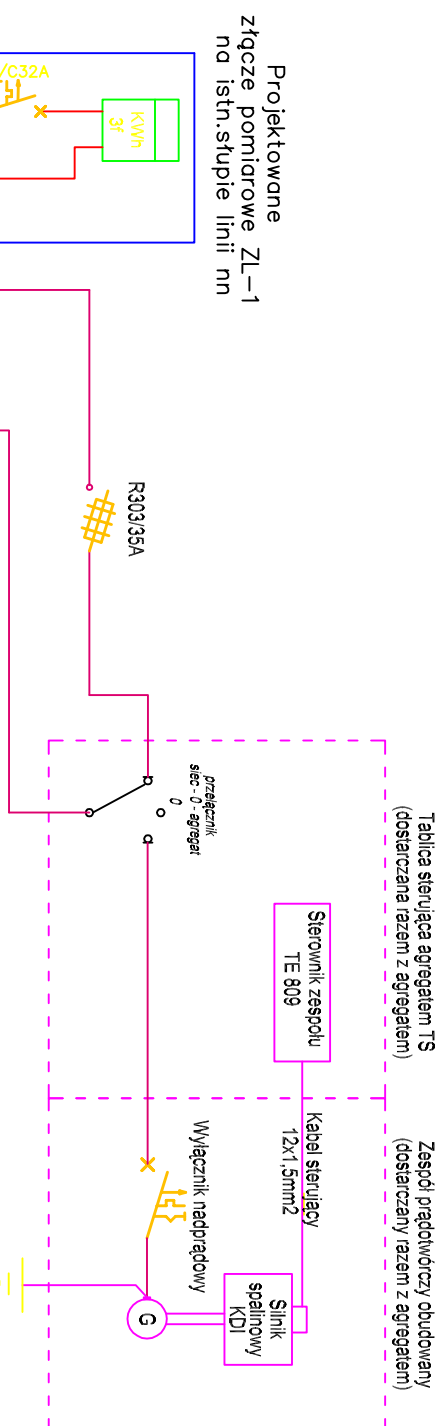 Projektowane
złącze pomiarowe ZL-1
na istn.słupie linii nn
/C32A
KWh
3f
R303/35A
Tablica sterująca agregatem TS
(dostarczana razem z agregatem)
przełącznik
siec - 0 - agregat
0
Sterownik zespołu
TE 809
Zespół prądotwórczy obudowany
(dostarczany razem z agregatem)
Kabel sterujący
12x1,5mm2
Wyłącznik nadprądowy
Silnik
spalinowy
KDI
G